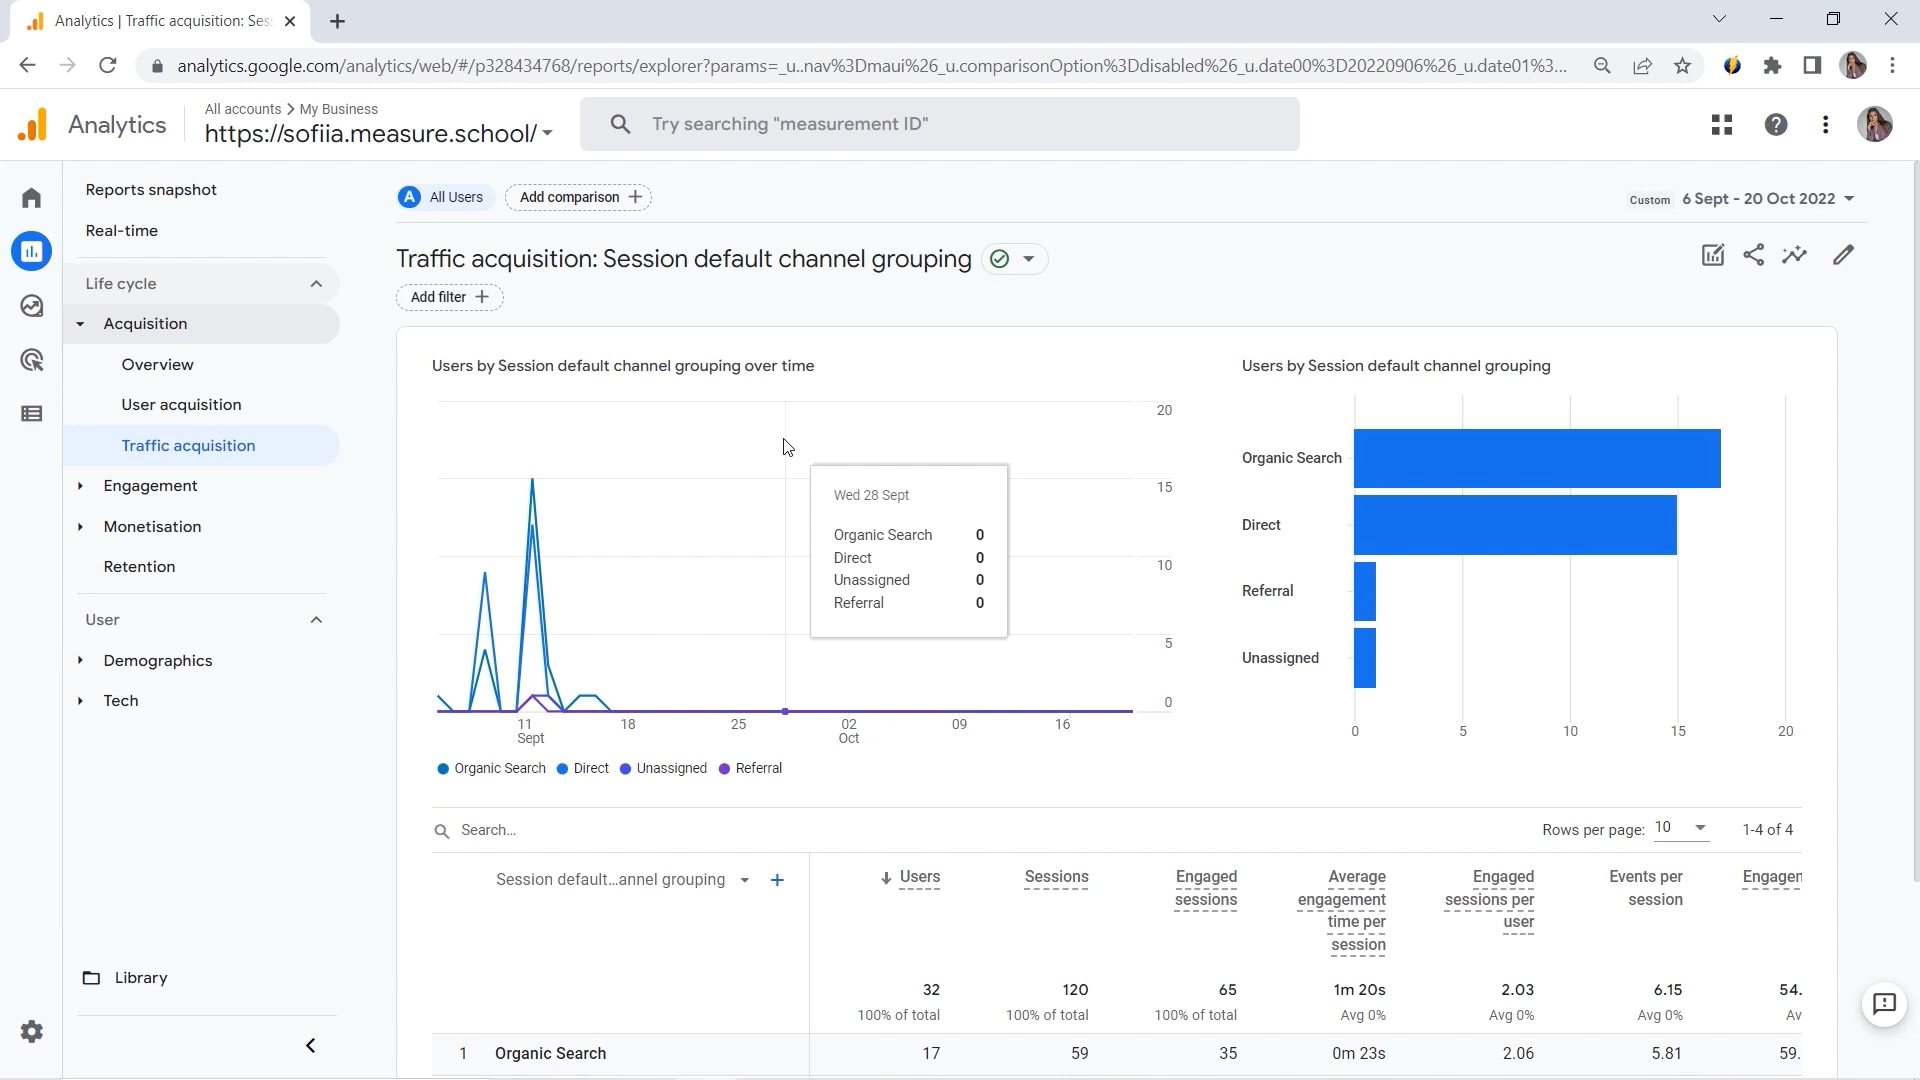 Analytics | Traffic acquisition: Ses
analytics.google.com/analytics/web/#/p328434768/reports/explorer?params=_u..nav%3Dmaui%26_u.comparisonOption%3Ddisabled%26_u.date00%3D20220906%26_u.date01%3...
Analytics
All accounts > My Business
https://sofiia.measure.school/
Try searching "measurement ID"
Reports snapshot
Real-time
Life cycle
Acquisition
Overview
User acquisition
Traffic acquisition
Engagement
Monetisation
Retention
User
Demographics
Tech
Library
A All Users
Add comparison +
Custom 6 Sept - 20 Oct 2022
Traffic acquisition: Session default channel grouping
Add filter +
Users by Session default channel grouping over time
20
15
10
5
0
11 18 25 02 09 16
Sept Oct
Wed 28 Sept
Organic Search 0
Direct 0
Unassigned 0
Referral 0
Organic Search Direct Unassigned Referral
Users by Session default channel grouping
Organic Search
Direct
Referral
Unassigned
0 5 10 15 20
Search...
Rows per page: 10 1-4 of 4
Session default...annel grouping +
Users
Sessions
Engaged
sessions
Average
engagement
time per
session
Engaged
sessions per
user
Events per
session
Engagen
32 120 65 1m 20s 2.03 6.15 54.
100% of total 100% of total 100% of total Avg 0% Avg 0% Avg 0% Av
1 Organic Search 17 59 35 0m 23s 2.06 5.81 59.